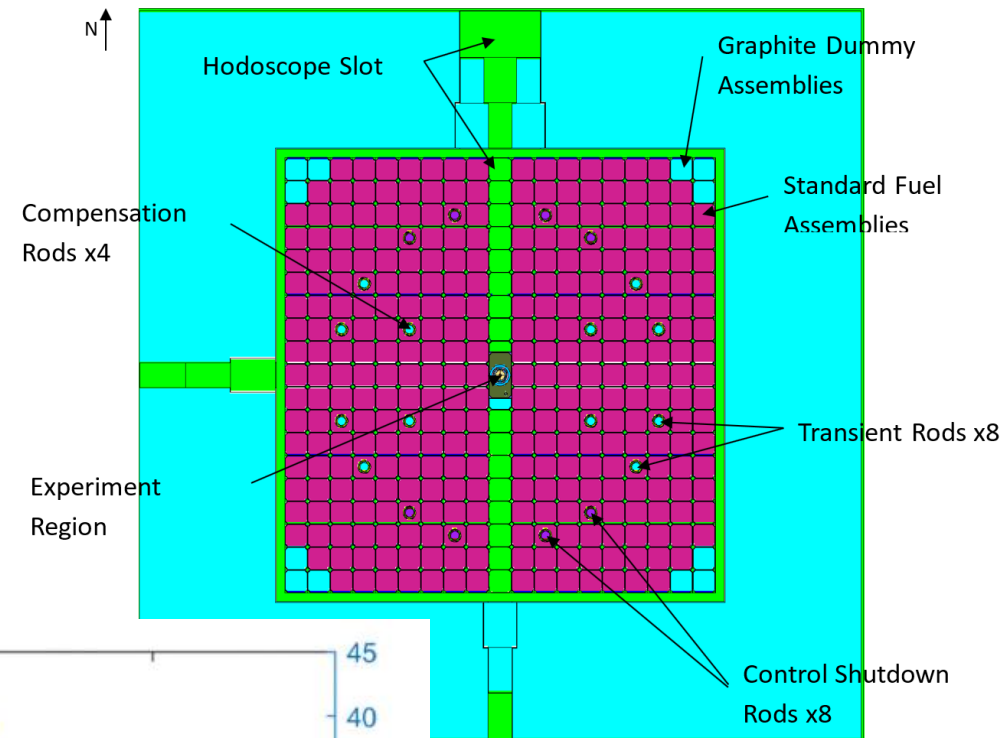 N
Hodoscope Slot
Graphite Dummy
Assemblies
Standard Fuel
Assemblies
Compensation
Rods x4
Transient Rods x8
Experiment
Region
Control Shutdown
Rods x8
45
40